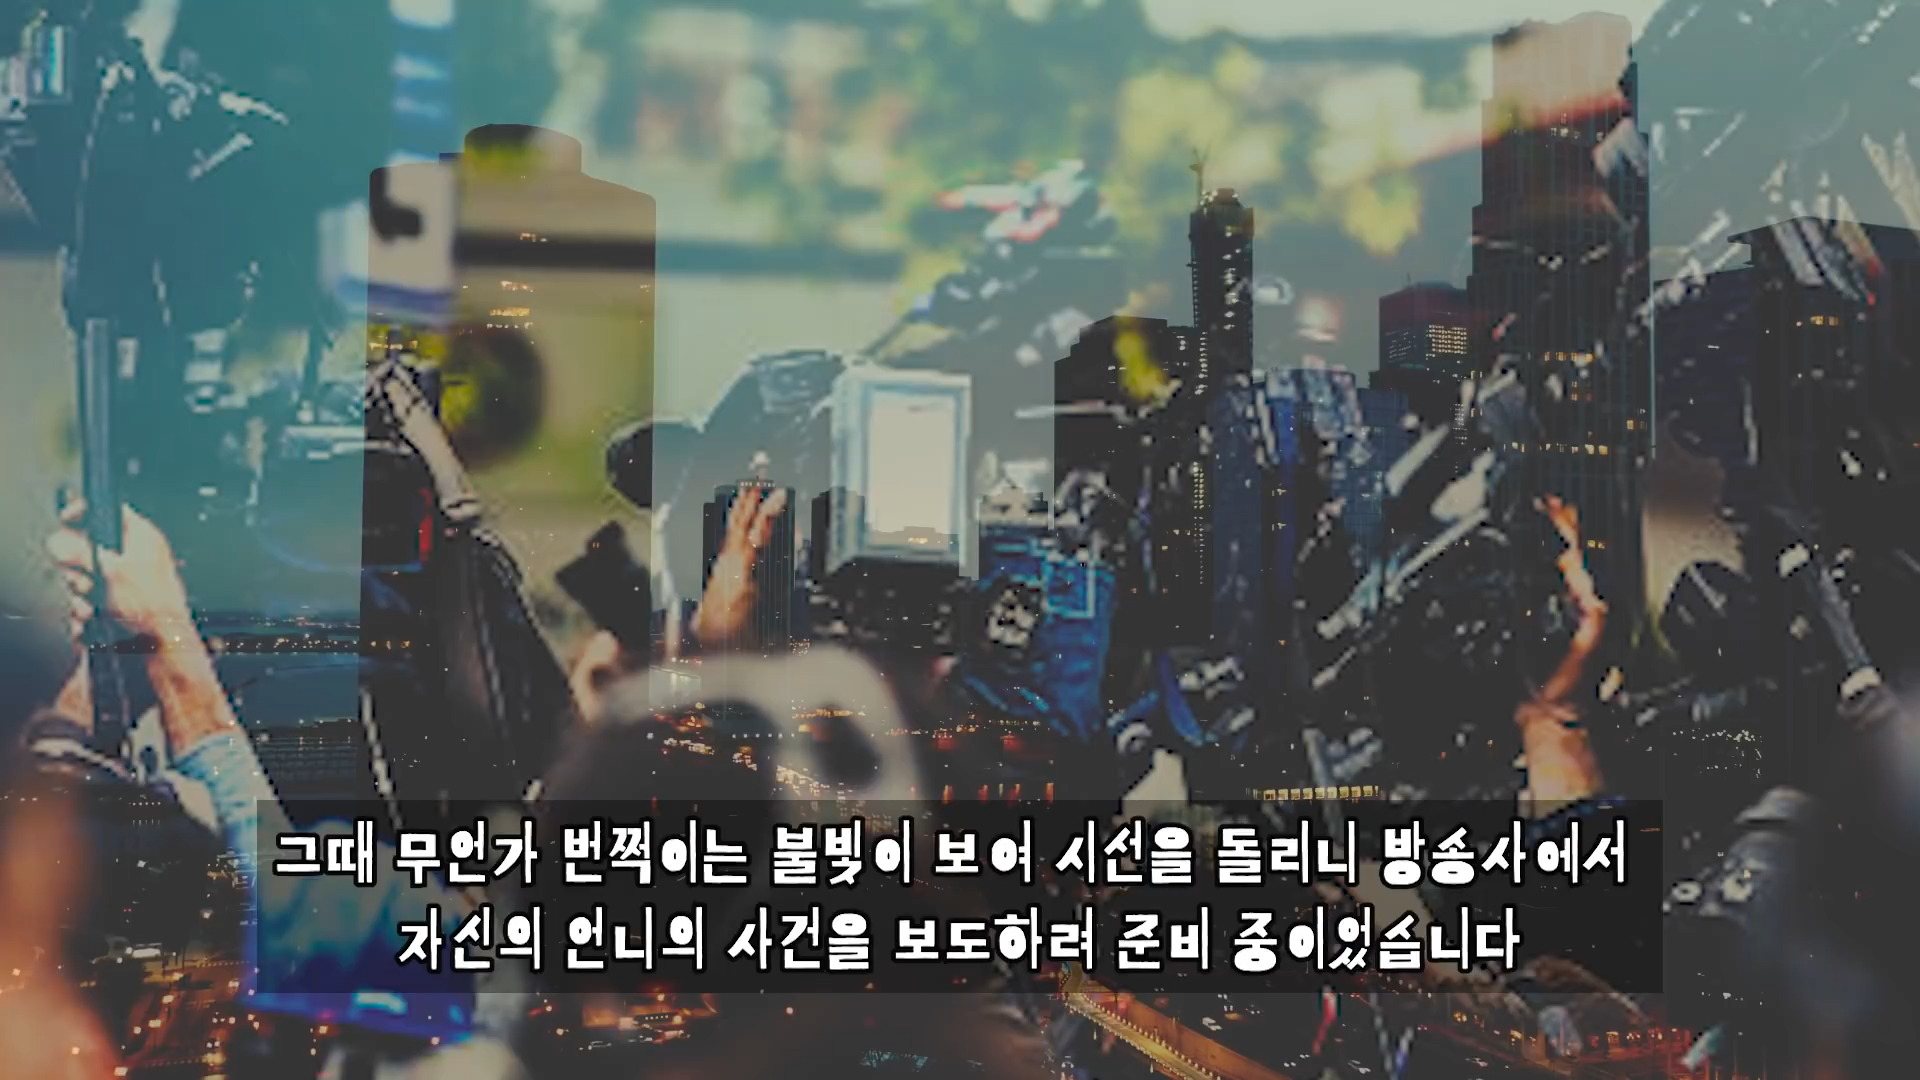 그때 무언가 번쩍이는 불빛이 보여 시선을 돌리니 방송사에서
자신의 언니의 사건을 보도하려 준비 중이었습니다